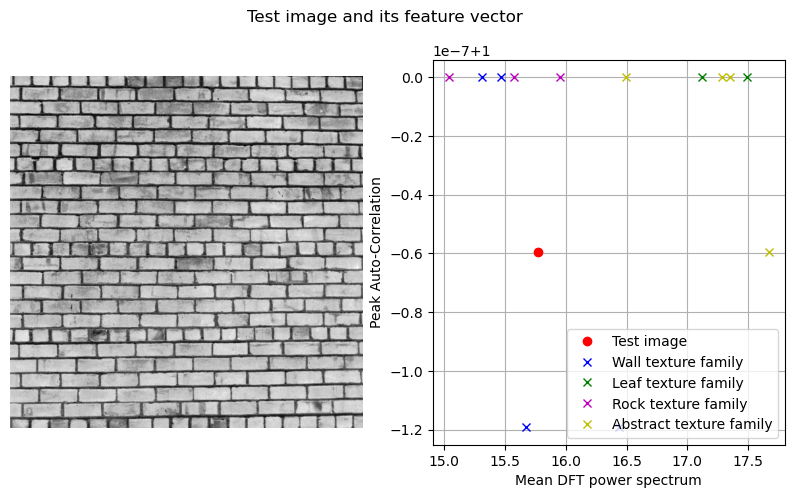 Test image and its feature vector
1e-7+1
0.0
−0.2
−0.4
−0.6
−0.8
−1.0
−1.2
Peak Auto-Correlation
Test image
Wall texture family
Leaf texture family
Rock texture family
Abstract texture family
15.0 15.5 16.0 16.5 17.0 17.5
Mean DFT power spectrum